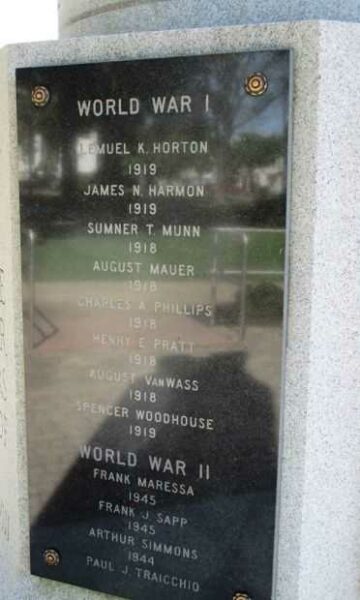 WORLD WAR I
LEMUEL K. HORTON
1919
JAMES N. HARMON
1919
SUMNER T. MUNN
1918
AUGUST MAUER
1918
CHARLES A. PHILLIPS
1918
HENRY E. PRATT
1918
AUGUST VANWASS
1918
SPENCER WOODHOUSE
1919
WORLD WAR II
FRANK MARESSA
1945
FRANK J. SAPP
1945
ARTHUR SIMMONS
1944
PAUL J. TRAICCHIO